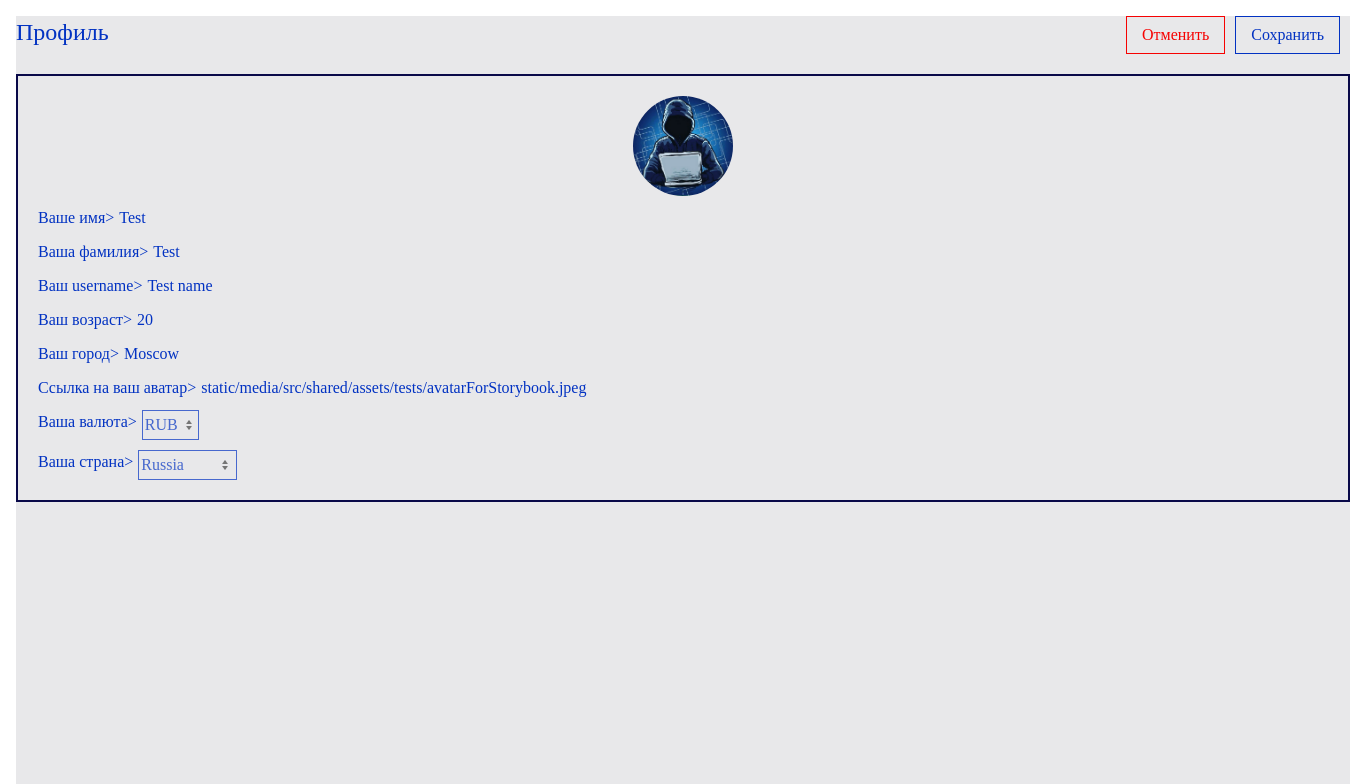 Профиль
Отменить
Сохранить
Ваше имя> Test
Ваша фамилия> Test
Ваш username> Test name
Ваш возраст> 20
Ваш город> Moscow
Ссылка на ваш аватар> static/media/src/shared/assets/tests/avatarForStorybook.jpeg
Ваша валюта> RUB
Ваша страна> Russia